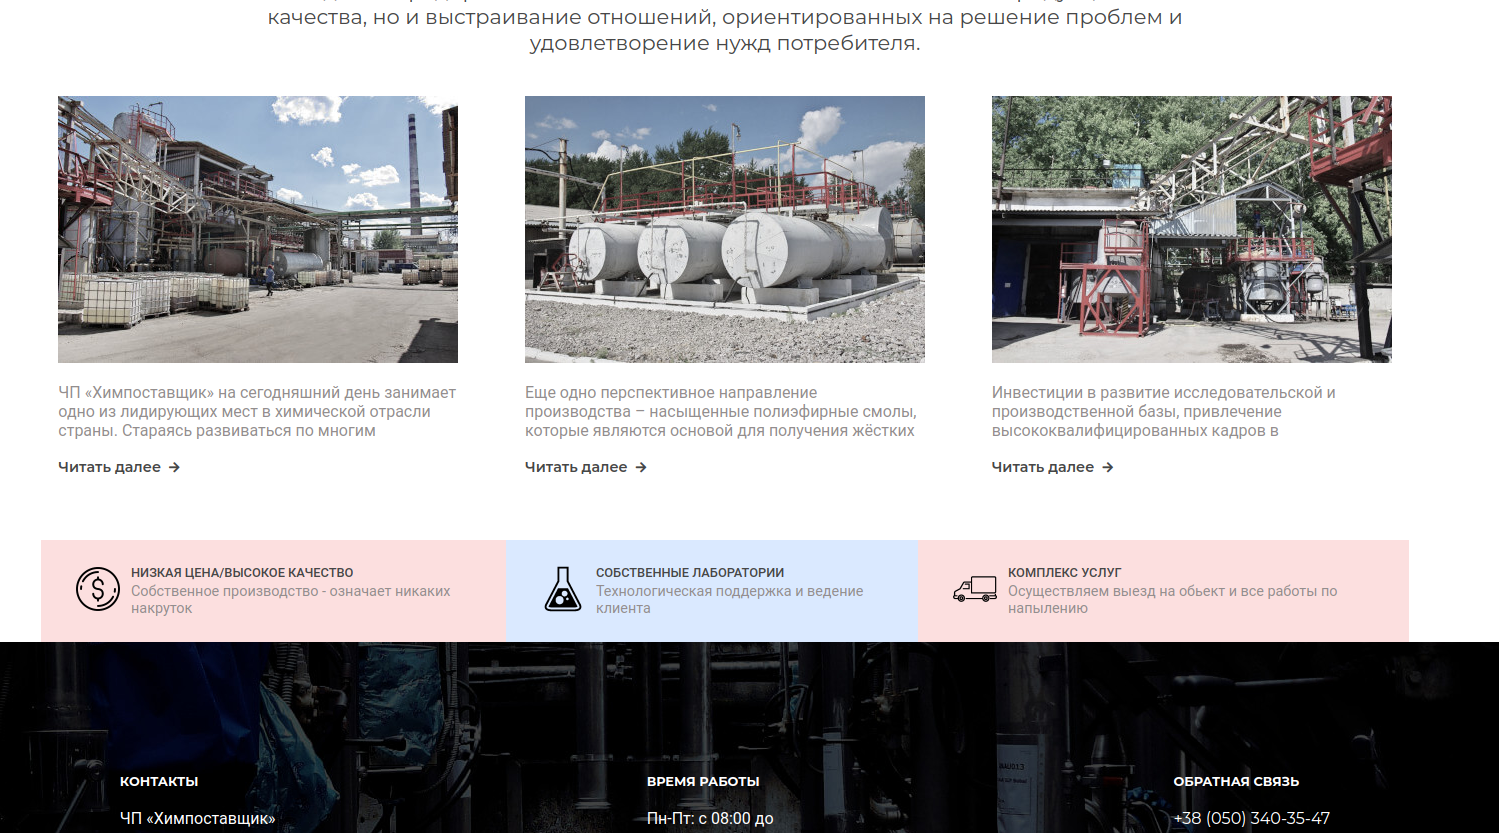 качества, но и выстраивание отношений, ориентированных на решение проблем и
удовлетворение нужд потребителя.
ЧП «Химпоставщик» на сегодняшний день занимает
одно из лидирующих мест в химической отрасли
страны. Стараясь развиваться по многим
Читать далее →
Еще одно перспективное направление
производства – насыщенные полиэфирные смолы,
которые являются основой для получения жёстких
Читать далее →
Инвестиции в развитие исследовательской и
производственной базы, привлечение
высококвалифицированных кадров в
Читать далее →
НИЗКАЯ ЦЕНА/ВЫСОКОЕ КАЧЕСТВО
Собственное производство - означает никаких
накруток
СОБСТВЕННЫЕ ЛАБОРАТОРИИ
Технологическая поддержка и ведение
клиента
КОМПЛЕКС УСЛУГ
Осуществляем выезд на обьект и все работы по
напылению
КОНТАКТЫ
ЧП «Химпоставщик»
ВРЕМЯ РАБОТЫ
Пн-Пт: с 08:00 до
ОБРАТНАЯ СВЯЗЬ
+38 (050) 340-35-47